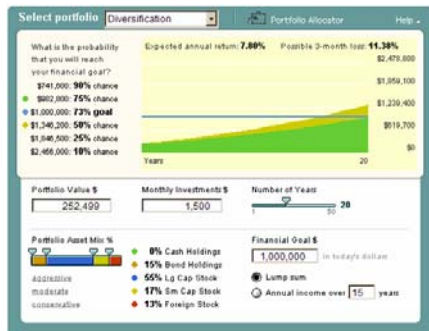 Select portfolio Diversification Portfolio Allocator Help
What is the probability
that you will reach
your financial goal?
$741,600: 90% chance
$902,000: 75% chance
$1,000,000: 73% goal
$1,346,200: 50% chance
$1,846,500: 25% chance
$2,466,000: 10% chance
Expected annual return: 7.80% Possible 3-month loss: 11.38%
$2,478,800
$1,859,100
$1,239,400
$619,700
$0
Years 20
Portfolio Value $ Monthly Investments $ Number of Years
252,499 1,500 20
1 50
Portfolio Asset Mix %
aggressive
moderate
conservative
0% Cash Holdings
15% Bond Holdings
55% Lg Cap Stock
17% Sm Cap Stock
13% Foreign Stock
Financial Goal $
1,000,000 in today's dollars
Lump sum
Annual income over 15 years